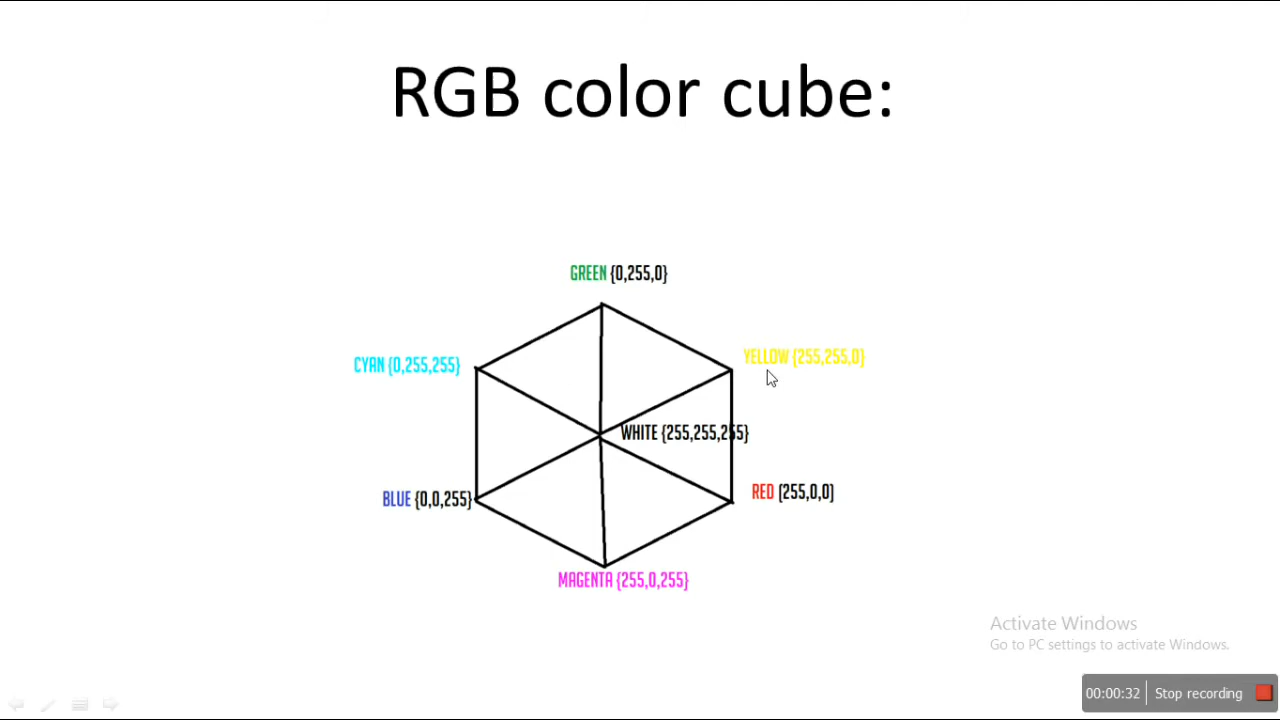 RGB color cube:
GREEN {0,255,0}
YELLOW {255,255,0}
CYAN {0,255,255}
WHITE {255,255,255}
RED (255,0,0)
BLUE {0,0,255}
MAGENTA {255,0,255}
Activate Windows
Go to PC settings to activate Windows.
00:00:32 Stop recording